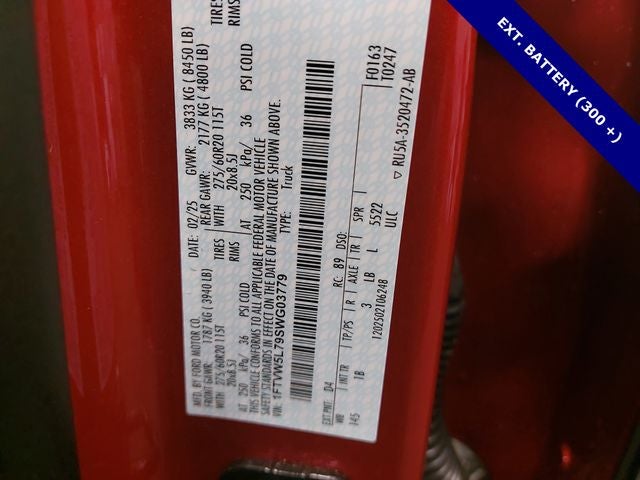 MFD. BY FORD MOTOR CO.
DATE: 02/25 GVWR: 3833 KG ( 8450 LB)
FRONT GAWR: 1787 KG ( 3940 LB)
REAR GAWR: 2177 KG ( 4800 LB)
WITH 275/60R20 115T TIRES
WITH 275/60R20 115T TIRES
20x8.5J RIMS
20x8.5J RIMS
AT 250 kPa/ 36 PSI COLD
AT 250 kPa/ 36 PSI COLD
THIS VEHICLE CONFORMS TO ALL APPLICABLE FEDERAL MOTOR VEHICLE
SAFETY STANDARDS IN EFFECT ON THE DATE OF MANUFACTURE SHOWN ABOVE.
VIN: 1FTVW5L79SWG03779
TYPE: Truck
F0163
T0247
EXT PNT: D4 RC: 89 DSO:
WB INT TR TP/PS R AXLE TR SPR
145 1B 3 LB L 5522
ULC
1202502106248
RU5A-3520472-AB
EXT. BATTERY (300 +)